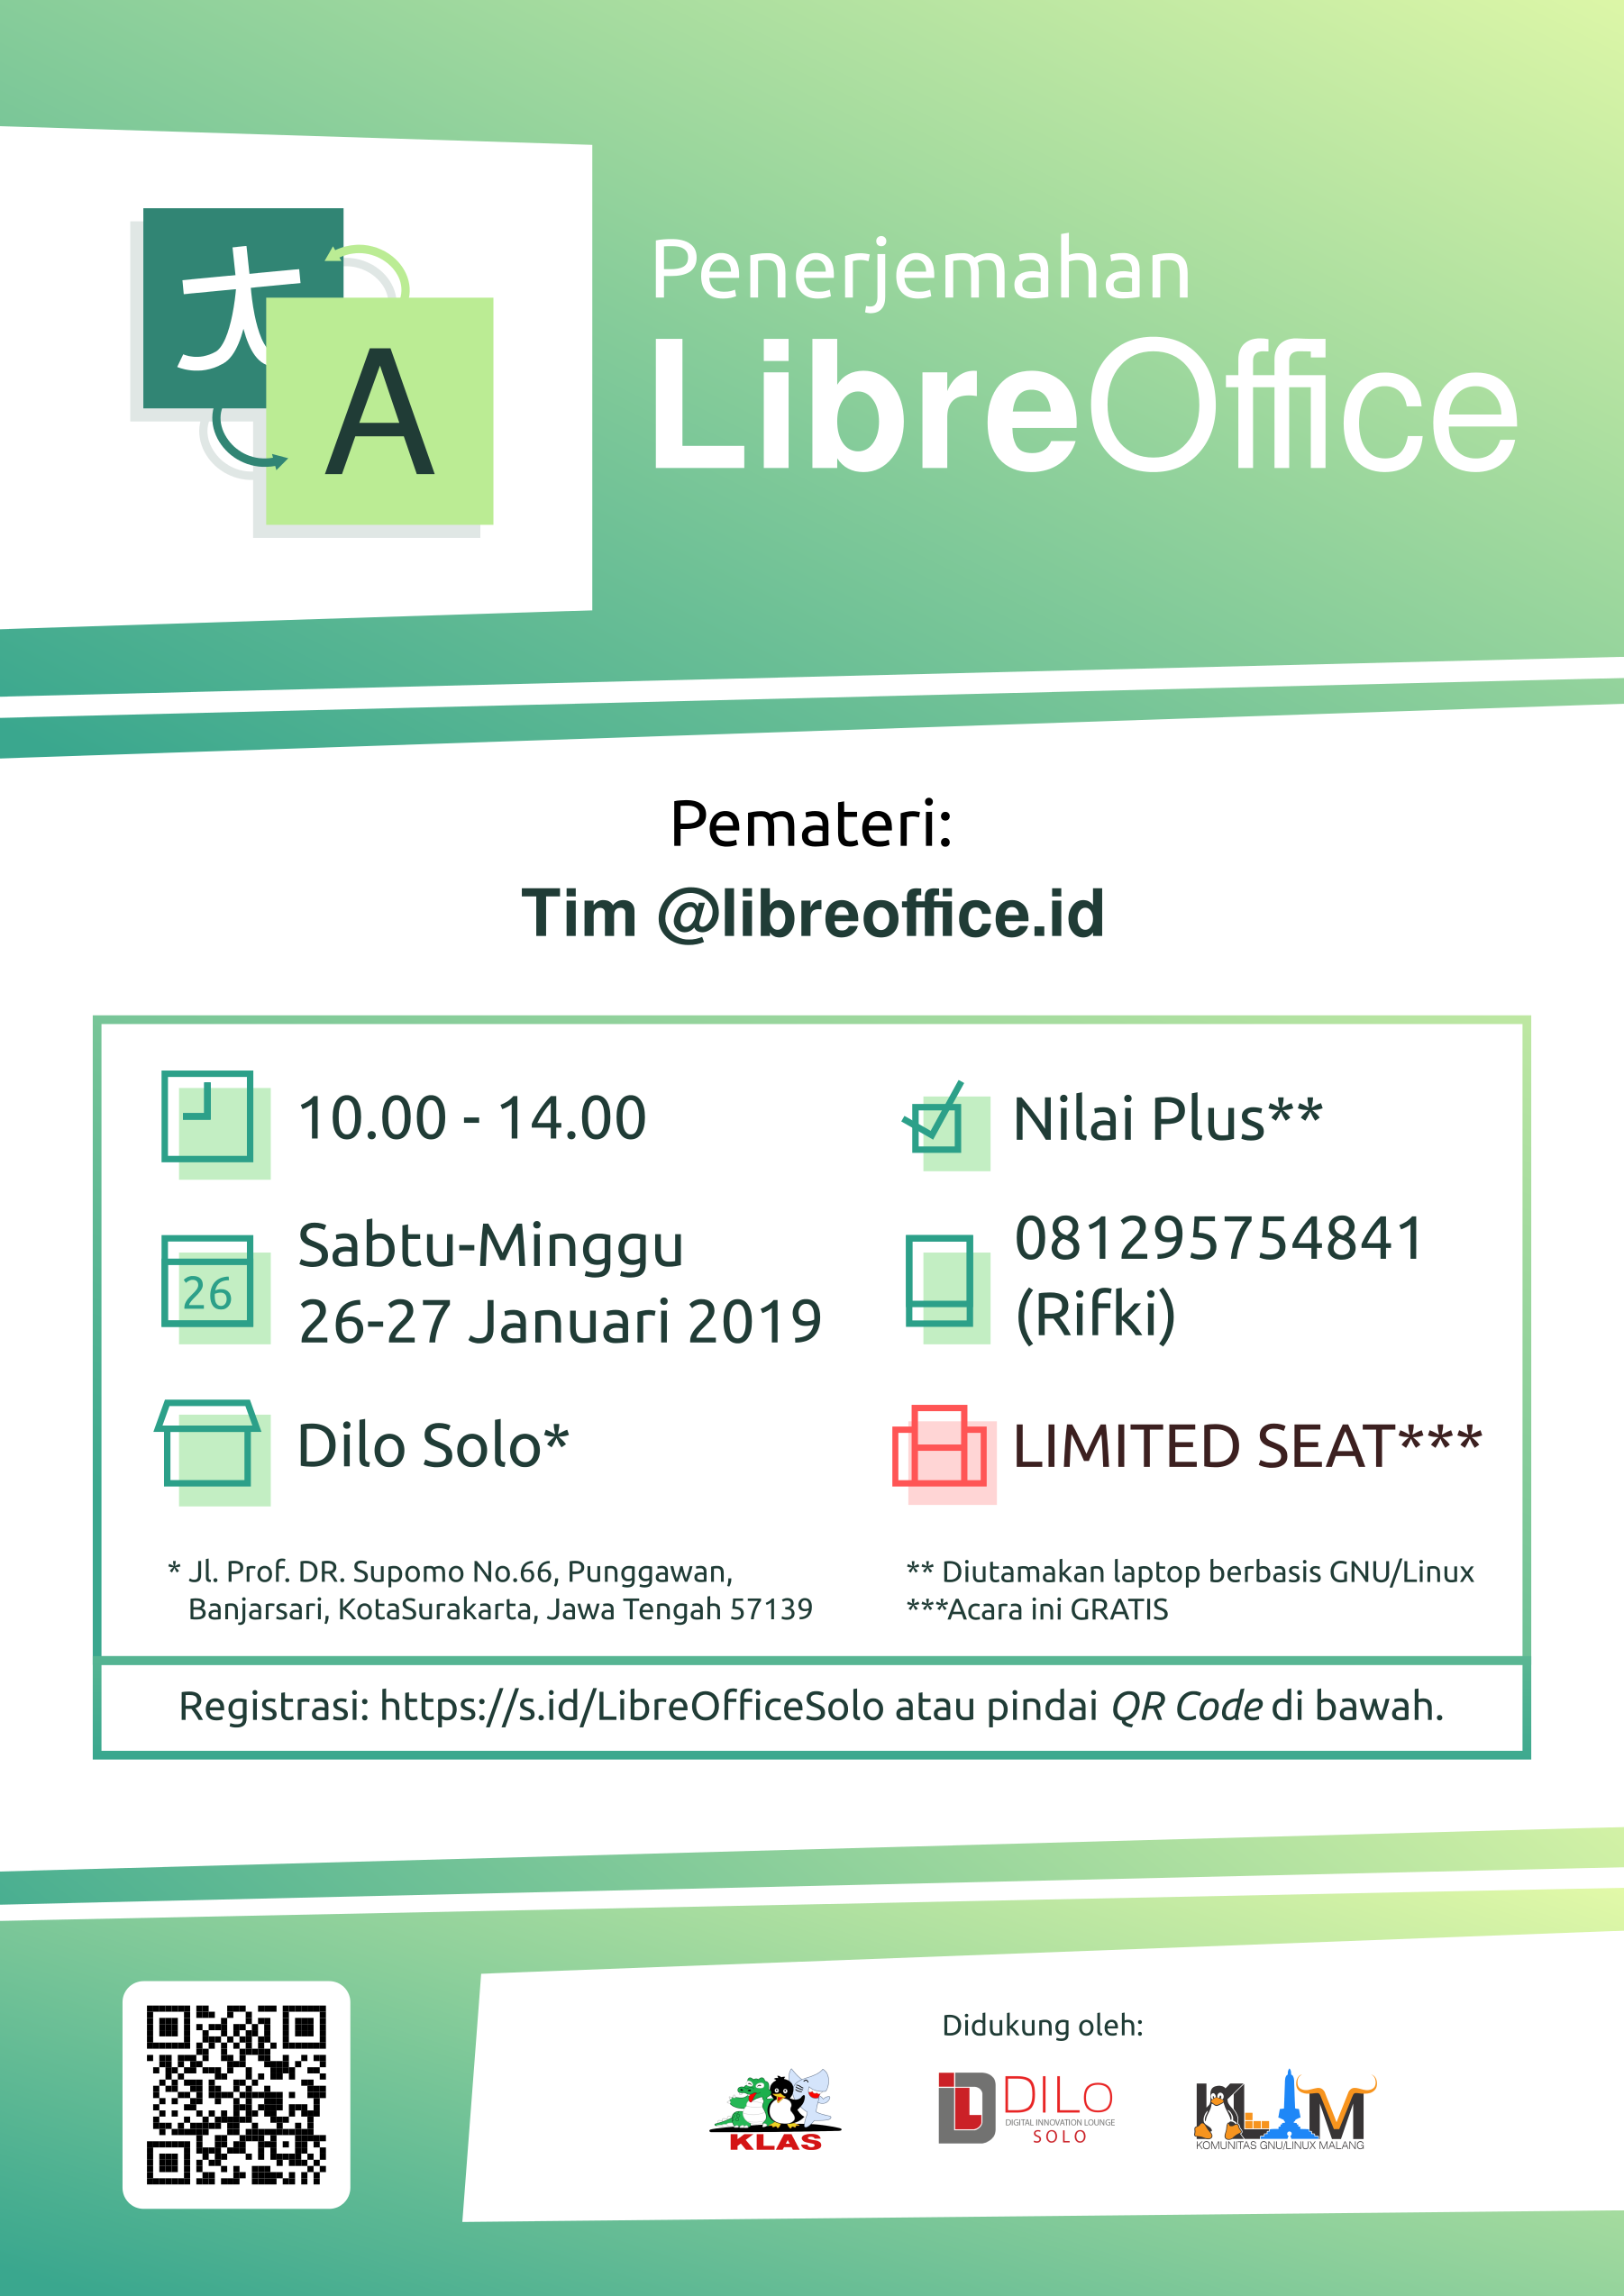 大
A
Penerjemahan
LibreOffice
Pemateri:
Tim @libreoffice.id
10.00 - 14.00
26
Sabtu-Minggu
26-27 Januari 2019
Dilo Solo*
Nilai Plus**
081295754841
(Rifki)
LIMITED SEAT***
* Jl. Prof. DR. Supomo No.66, Punggawan,
Banjarsari, KotaSurakarta, Jawa Tengah 57139
** Diutamakan laptop berbasis GNU/Linux
***Acara ini GRATIS
Registrasi: https://s.id/LibreOfficeSolo atau pindai QR Code di bawah.
Didukung oleh:
KLAS
DILo
DIGITAL INNOVATION LOUNGE
SOLO
KLAM
KOMUNITAS GNU/LINUX MALANG